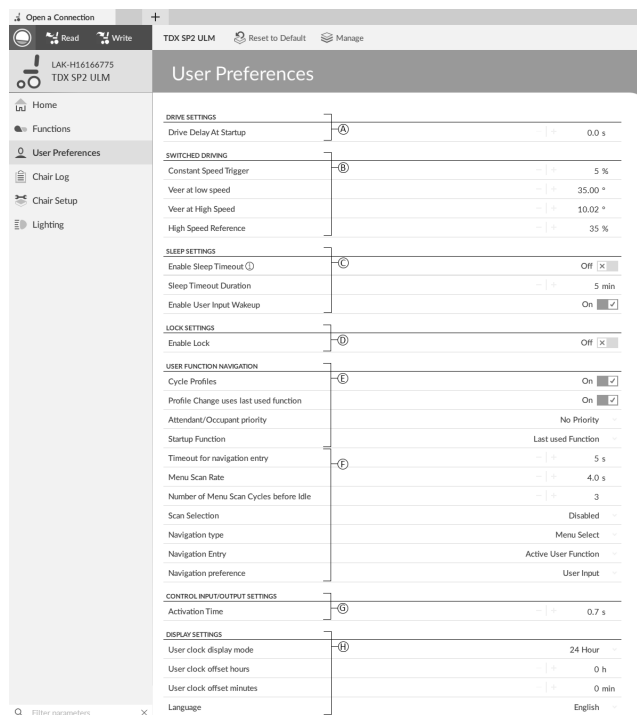 Open a Connection +
Read Write TDX SP2 ULM Reset to Default Manage
LAK-H16166775
TDX SP2 ULM
User Preferences
Home
Functions
User Preferences
Chair Log
Chair Setup
Lighting
DRIVE SETTINGS
Drive Delay At Startup A − + 0.0 s
SWITCHED DRIVING
Constant Speed Trigger B − + 5 %
Veer at low speed − + 35.00 °
Veer at High Speed − + 10.02 °
High Speed Reference − + 35 %
SLEEP SETTINGS
Enable Sleep Timeout ⓘ C Off
Sleep Timeout Duration − + 5 min
Enable User Input Wakeup On
LOCK SETTINGS
Enable Lock D Off
USER FUNCTION NAVIGATION
Cycle Profiles E On
Profile Change uses last used function On
Attendant/Occupant priority No Priority
Startup Function Last used Function
Timeout for navigation entry F − + 5 s
Menu Scan Rate − + 4.0 s
Number of Menu Scan Cycles before Idle − + 3
Scan Selection Disabled
Navigation type Menu Select
Navigation Entry Active User Function
Navigation preference User Input
CONTROL INPUT/OUTPUT SETTINGS
Activation Time G − + 0.7 s
DISPLAY SETTINGS
User clock display mode H 24 Hour
User clock offset hours − + 0 h
User clock offset minutes − + 0 min
Language English
Filter parameters ×